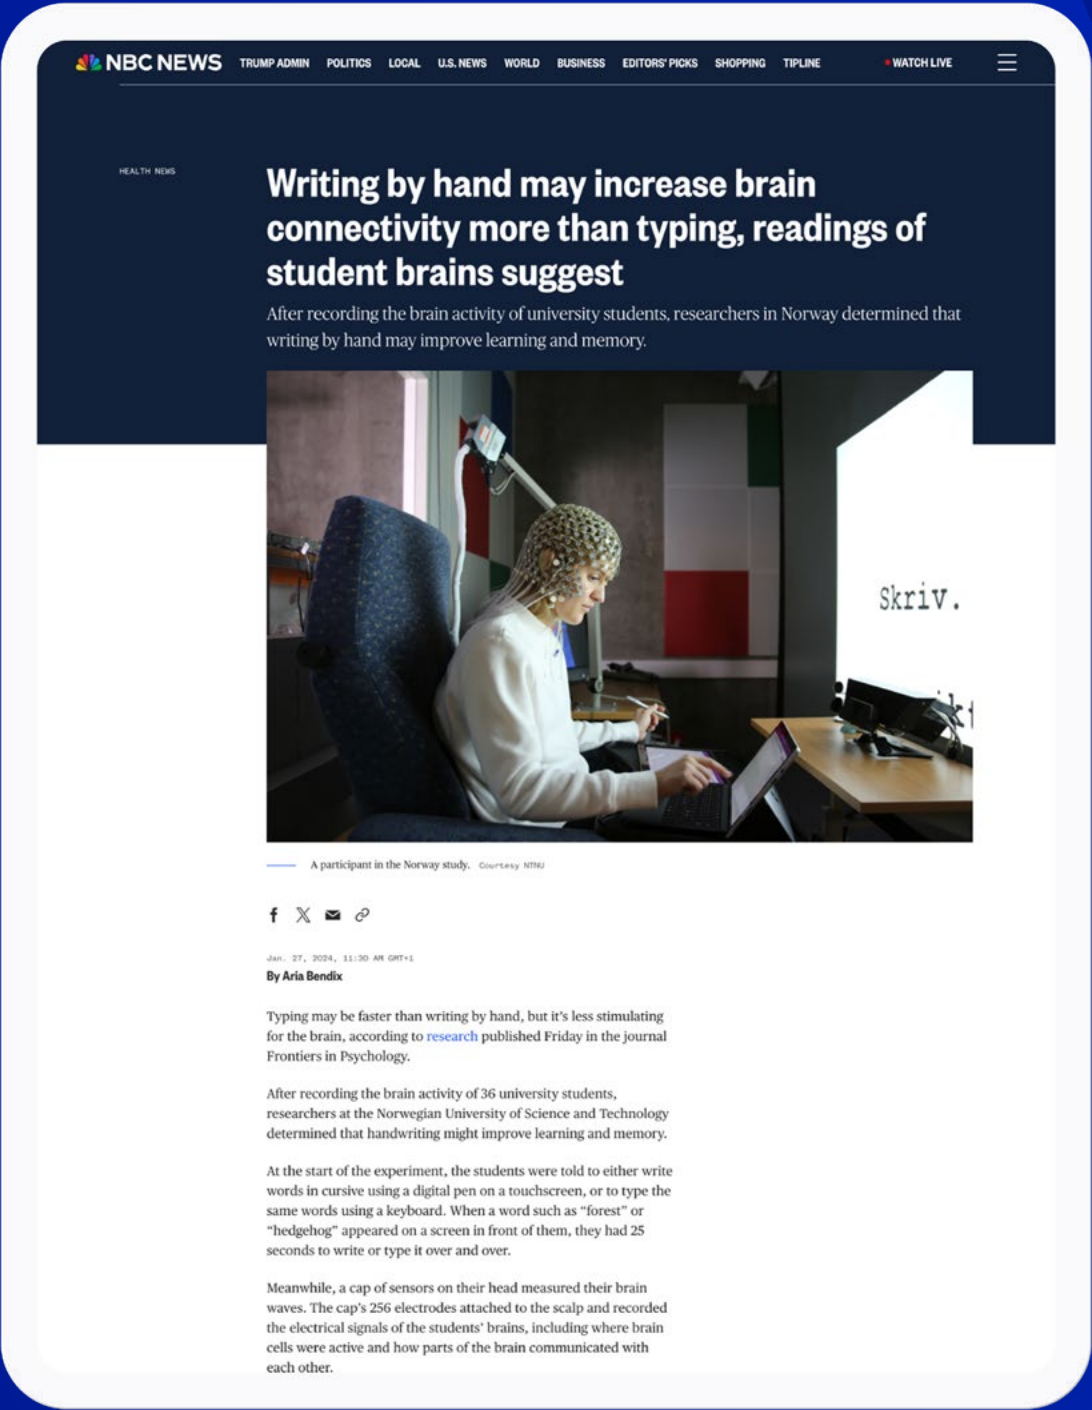 NBC NEWS TRUMP ADMIN POLITICS LOCAL U.S. NEWS WORLD BUSINESS EDITORS' PICKS SHOPPING TIPLINE WATCH LIVE
HEALTH NEWS
Writing by hand may increase brain
connectivity more than typing, readings of
student brains suggest
After recording the brain activity of university students, researchers in Norway determined that
writing by hand may improve learning and memory.
Skriv.
A participant in the Norway study. Courtesy NTNU
Jan. 27, 2024, 11:30 AM GMT+1
By Aria Bendix
Typing may be faster than writing by hand, but it's less stimulating
for the brain, according to research published Friday in the journal
Frontiers in Psychology.
After recording the brain activity of 36 university students,
researchers at the Norwegian University of Science and Technology
determined that handwriting might improve learning and memory.
At the start of the experiment, the students were told to either write
words in cursive using a digital pen on a touchscreen, or to type the
same words using a keyboard. When a word such as “forest” or
“hedgehog” appeared on a screen in front of them, they had 25
seconds to write or type it over and over.
Meanwhile, a cap of sensors on their head measured their brain
waves. The cap's 256 electrodes attached to the scalp and recorded
the electrical signals of the students' brains, including where brain
cells were active and how parts of the brain communicated with
each other.